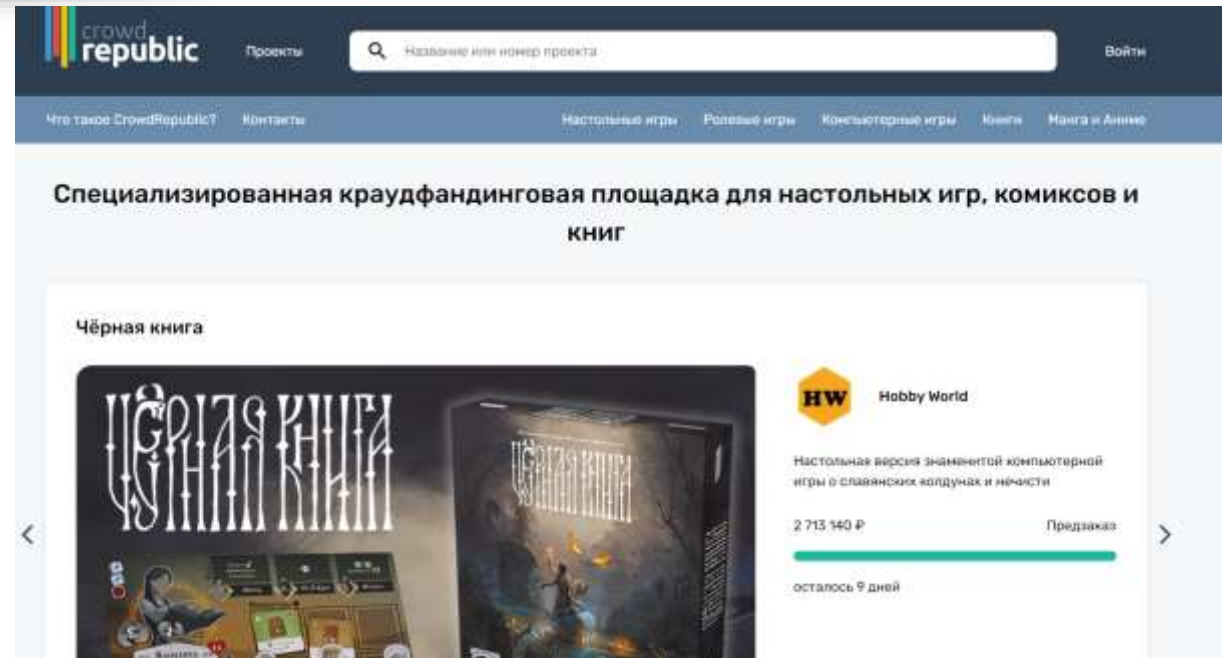 crowd
republic
Проекты
Название или номер проекта
Войти
Что такое CrowdRepublic?
Контакты
Настольные игры
Ролевые игры
Компьютерные игры
Книги
Манга и Аниме
Специализированная краудфандинговая площадка для настольных игр, комиксов и
книг
Чёрная книга
ЧЁРНАЯ КНИГА
ЧЁРНАЯ КНИГА
HW
Hobby World
Настольная версия знаменитой компьютерной
игры о славянских колдунах и нечисти
2 713 140 ₽
Предзаказ
осталось 9 дней